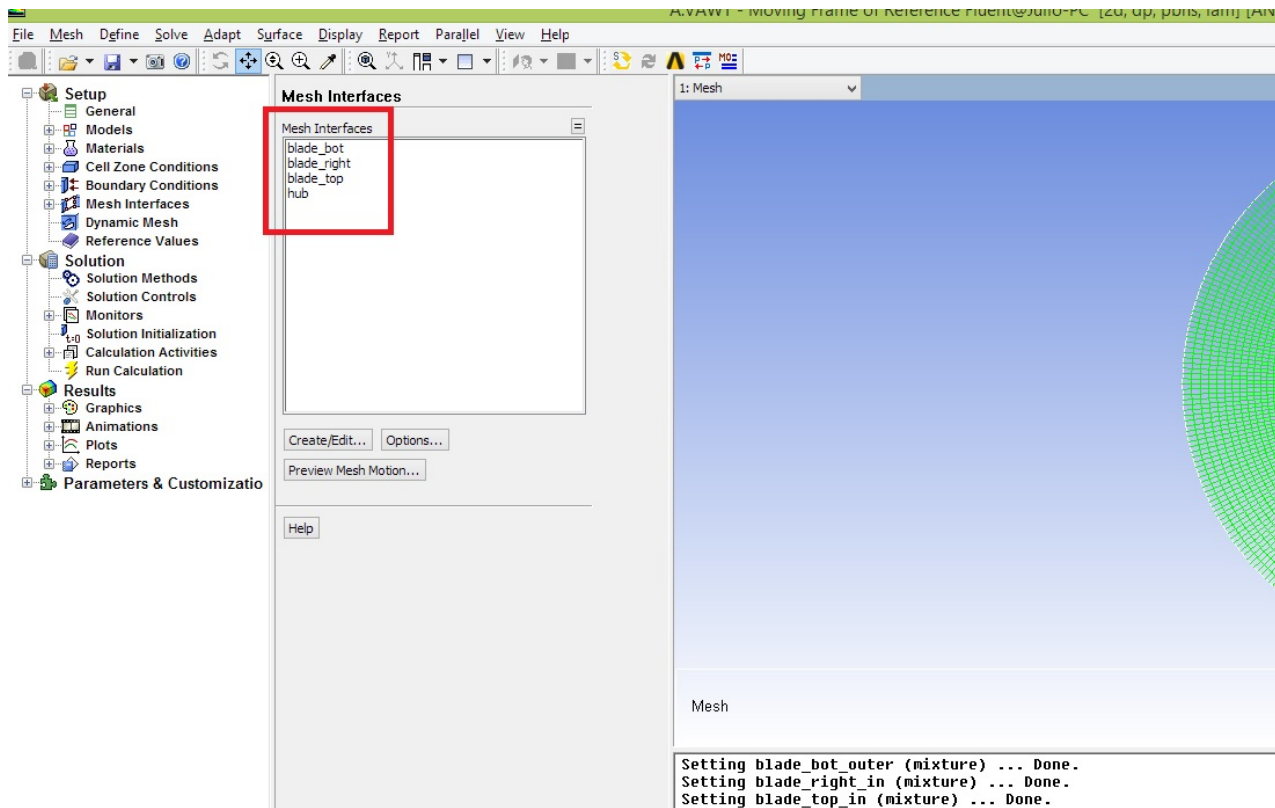 A:VAWT - Moving Frame of Reference Fluent@Julio-PC [2d, dp, pbns, lam] [AN
File Mesh Define Solve Adapt Surface Display Report Parallel View Help
Setup
General
Models
Materials
Cell Zone Conditions
Boundary Conditions
Mesh Interfaces
Dynamic Mesh
Reference Values
Solution
Solution Methods
Solution Controls
Monitors
Solution Initialization
Calculation Activities
Run Calculation
Results
Graphics
Animations
Plots
Reports
Parameters & Customizatio
Mesh Interfaces
Mesh Interfaces
blade_bot
blade_right
blade_top
hub
Create/Edit... Options...
Preview Mesh Motion...
Help
1: Mesh
Mesh
Setting blade_bot_outer (mixture) ... Done.
Setting blade_right_in (mixture) ... Done.
Setting blade_top_in (mixture) ... Done.